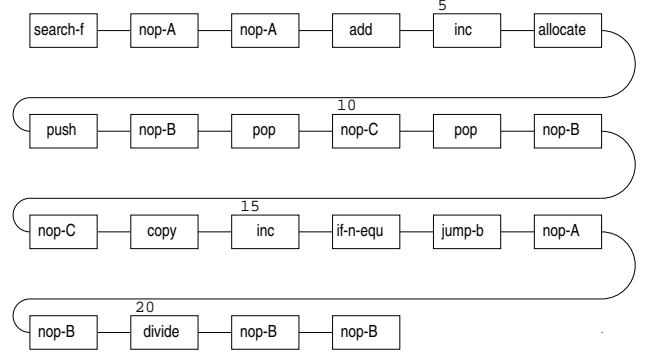 5
search-f nop-A nop-A add inc allocate
10
push nop-B pop nop-C pop nop-B
15
nop-C copy inc if-n-equ jump-b nop-A
20
nop-B divide nop-B nop-B